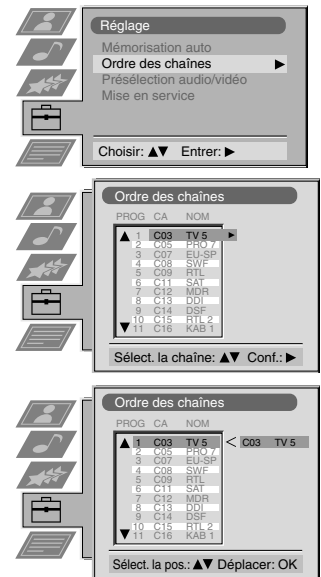 Réglage
Mémorisation auto
Ordre des chaînes ▶
Présélection audio/vidéo
Mise en service
Choisir: ▲▼ Entrer: ▶
Ordre des chaînes
PROG CA NOM
1 C03 TV 5 ▶
2 C05 PRO 7
3 C07 EU-SP
4 C08 SWF
5 C09 RTL
6 C11 SAT
7 C12 MDR
8 C13 DDI
9 C14 DSF
10 C15 RTL 2
11 C16 KAB 1
Sélect. la chaîne: ▲▼ Conf.: ▶
Ordre des chaînes
PROG CA NOM
1 C03 TV 5 < C03 TV 5
2 C05 PRO 7
3 C07 EU-SP
4 C08 SWF
5 C09 RTL
6 C11 SAT
7 C12 MDR
8 C13 DDI
9 C14 DSF
10 C15 RTL 2
11 C16 KAB 1
Sélect. la pos.: ▲▼ Déplacer: OK